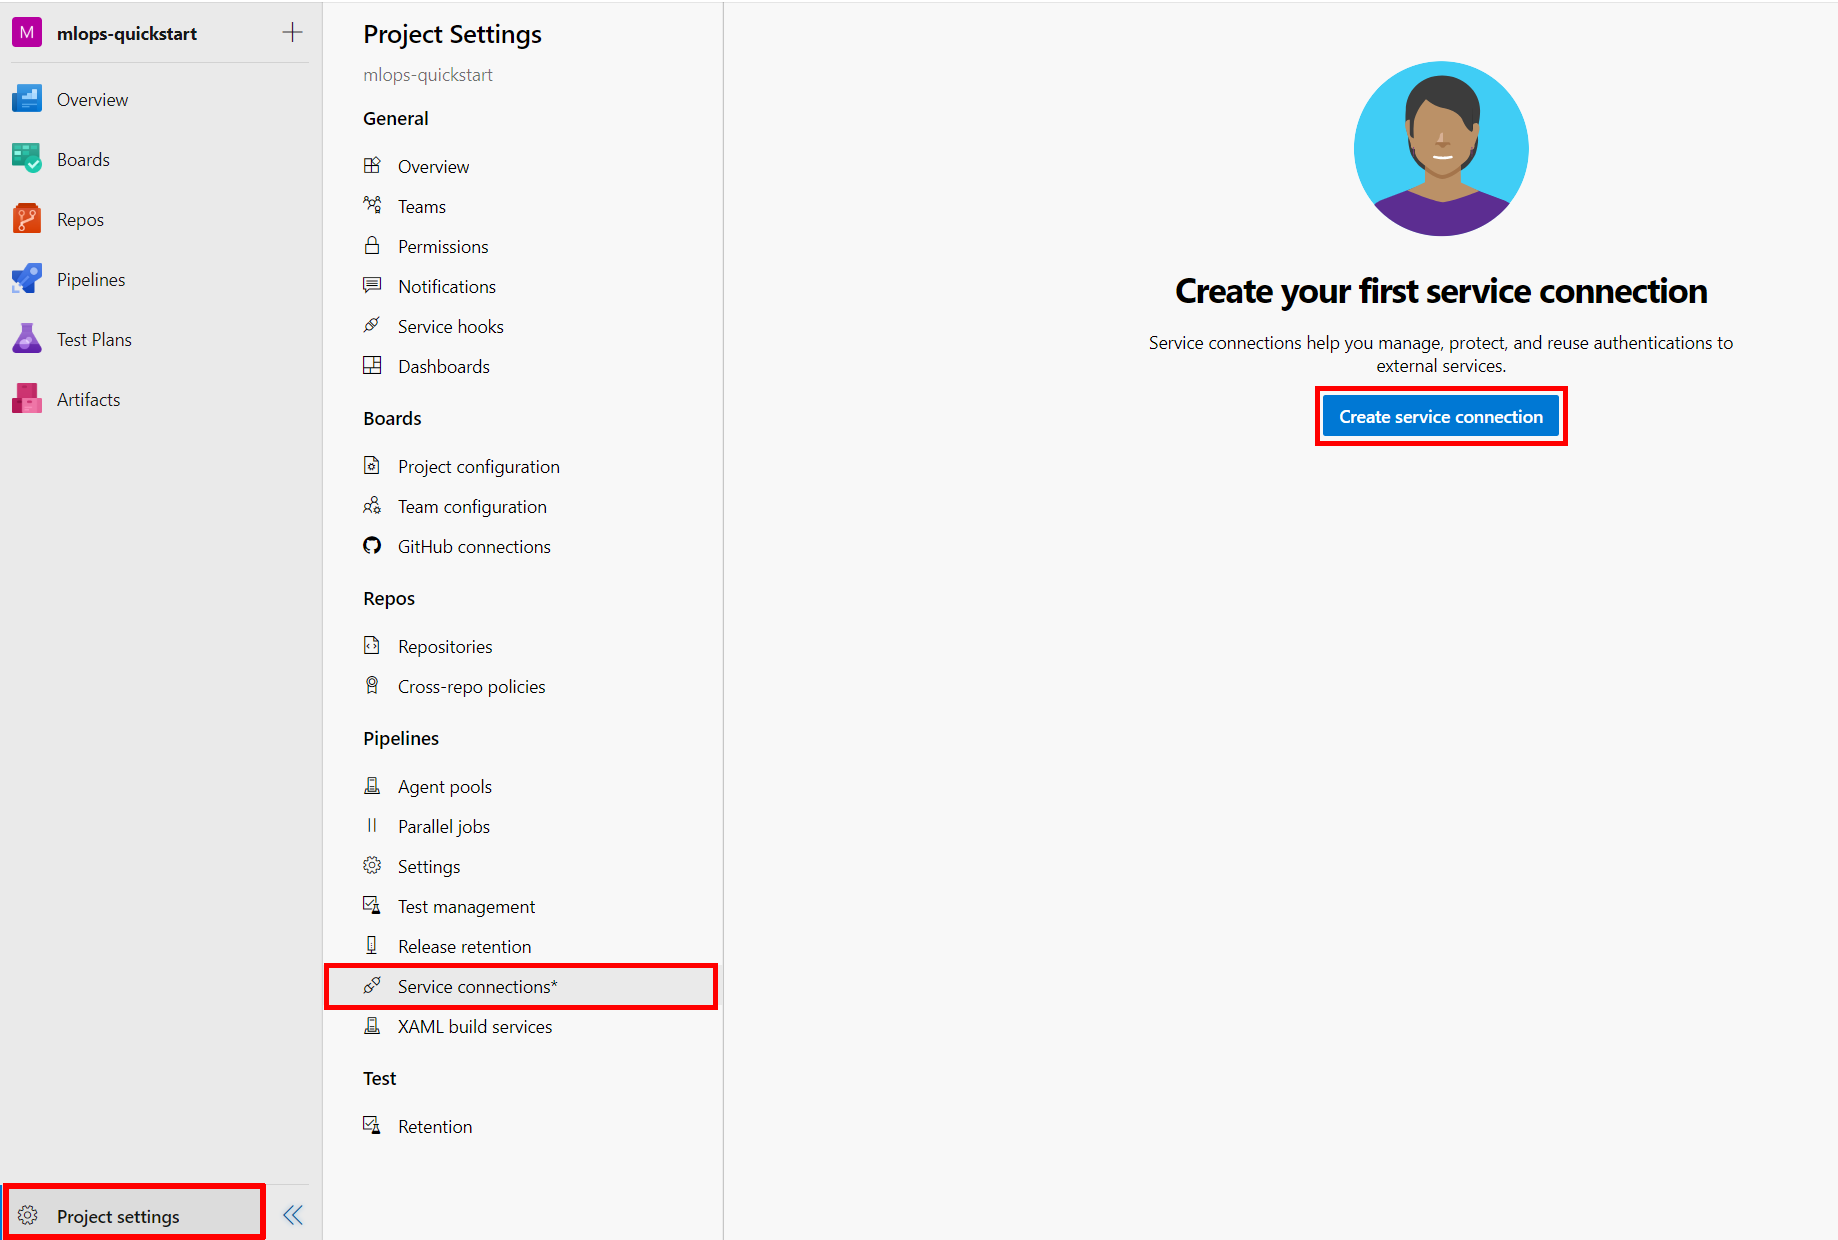 M mlops-quickstart
Overview
Boards
Repos
Pipelines
Test Plans
Artifacts
Project settings
Project Settings
mlops-quickstart
General
Overview
Teams
Permissions
Notifications
Service hooks
Dashboards
Boards
Project configuration
Team configuration
GitHub connections
Repos
Repositories
Cross-repo policies
Pipelines
Agent pools
Parallel jobs
Settings
Test management
Release retention
Service connections*
XAML build services
Test
Retention
Create your first service connection
Service connections help you manage, protect, and reuse authentications to
external services.
Create service connection